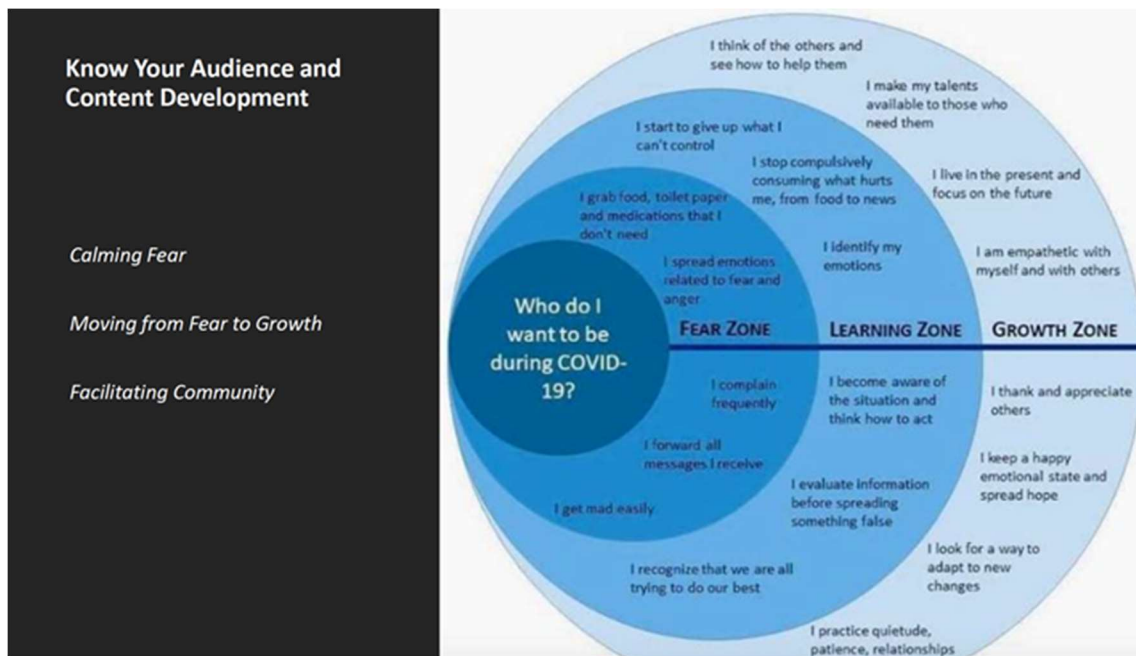 Know Your Audience and
Content Development
Calming Fear
Moving from Fear to Growth
Facilitating Community
I think of the others and
see how to help them
I make my talents
available to those who
need them
I start to give up what I
can't control
I stop compulsively
consuming what hurts
me, from food to news
I live in the present and
focus on the future
I grab food, toilet paper
and medications that I
don't need
I identify my
emotions
I am empathetic with
myself and with others
I spread emotions
related to fear and
anger
Who do I
want to be
during COVID-
19?
FEAR ZONE
LEARNING ZONE
GROWTH ZONE
I complain
frequently
I become aware of
the situation and
think how to act
I thank and appreciate
others
I forward all
messages I receive
I keep a happy
emotional state and
spread hope
I evaluate information
before spreading
something false
I get mad easily
I look for a way to
adapt to new
changes
I recognize that we are all
trying to do our best
I practice quietude,
patience, relationships